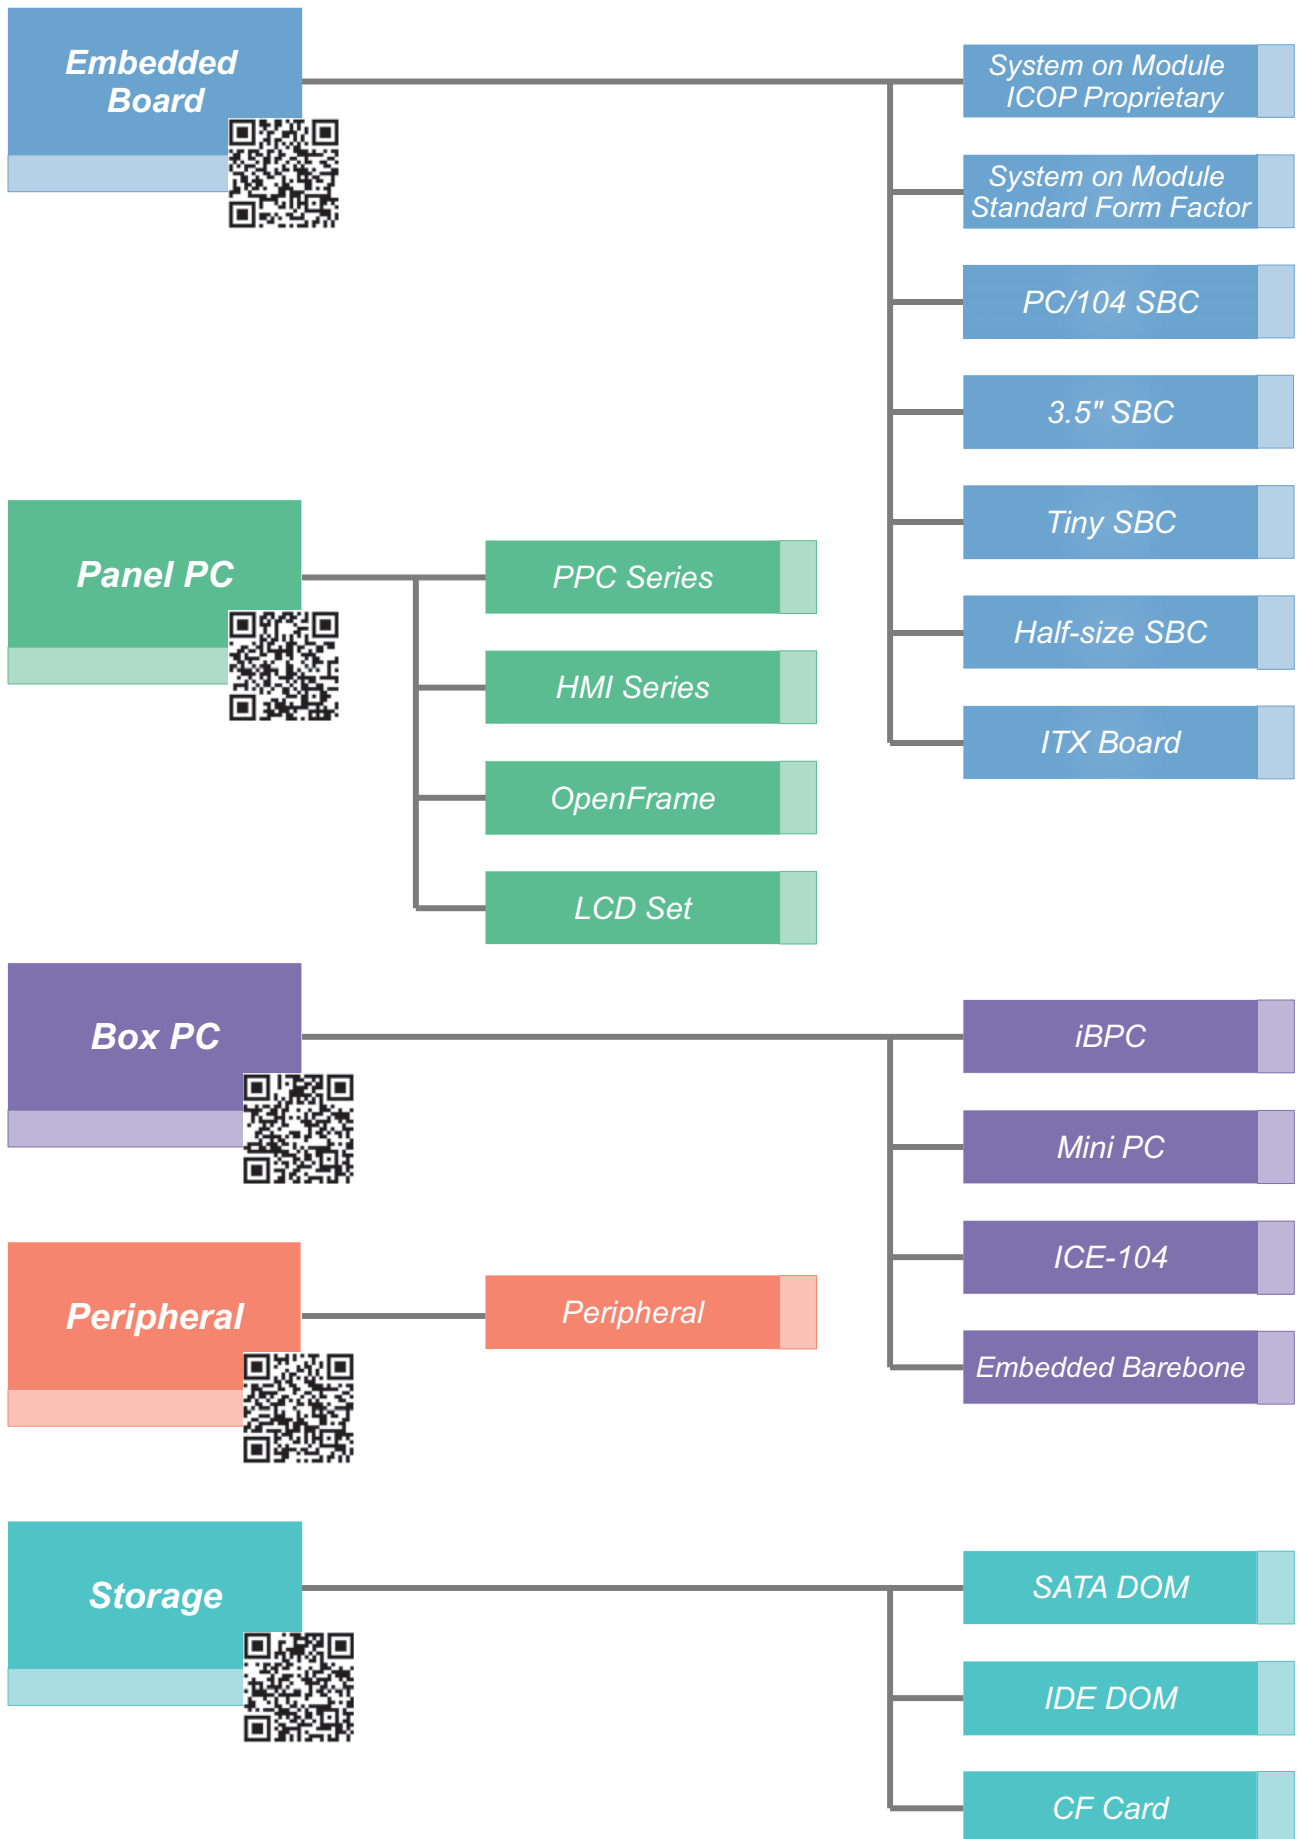 Embedded
Board
System on Module
ICOP Proprietary
System on Module
Standard Form Factor
PC/104 SBC
3.5" SBC
Tiny SBC
Half-size SBC
ITX Board
Panel PC
PPC Series
HMI Series
OpenFrame
LCD Set
Box PC
iBPC
Mini PC
ICE-104
Embedded Barebone
Peripheral
Peripheral
Storage
SATA DOM
IDE DOM
CF Card